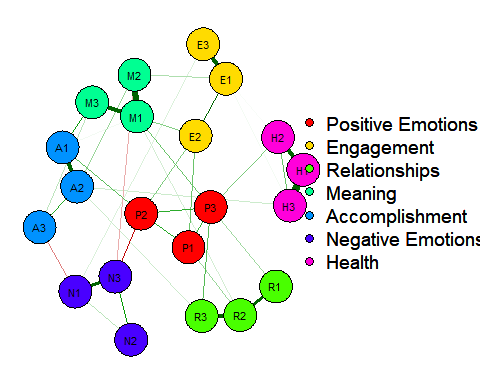 E3
E1
M2
M3
M1
E2
H2
A1
H1
A2
H3
P3
P2
A3
P1
N3
N1
R1
R3
R2
N2
Positive Emotions
Engagement
Relationships
Meaning
Accomplishment
Negative Emotions
Health